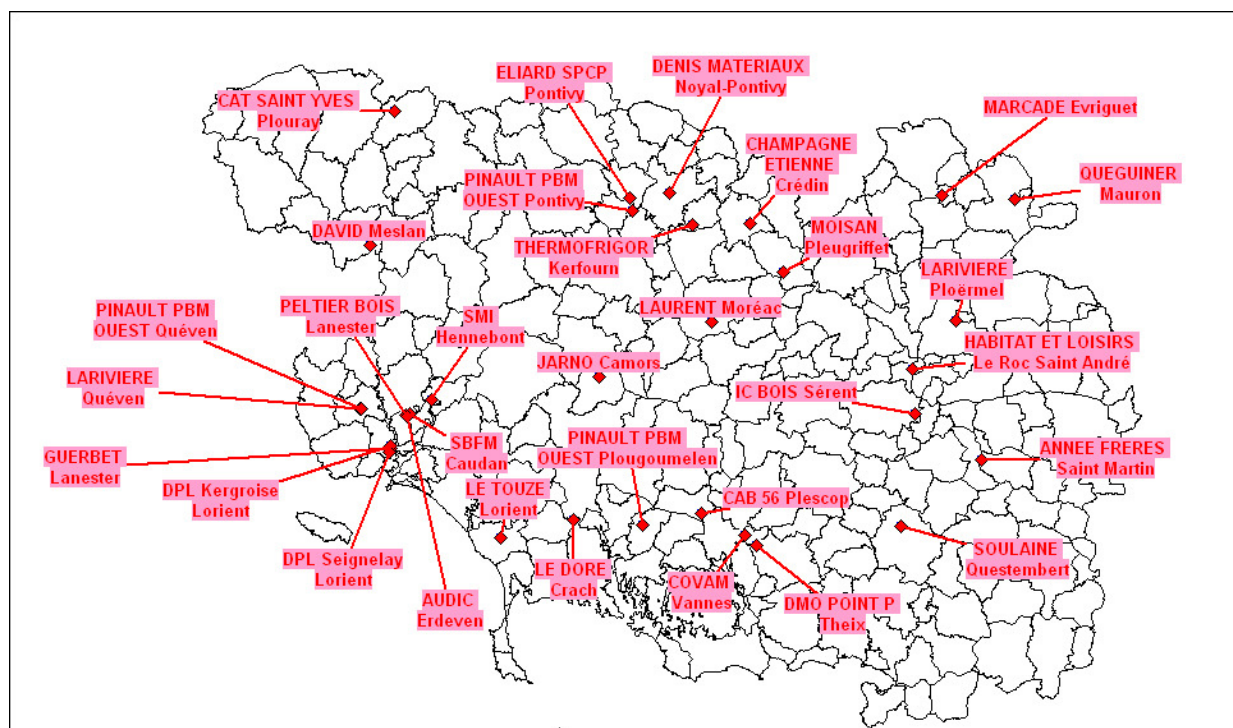 ELIARD SPCP
Pontivy
DENIS MATERIAUX
Noyal-Pontivy
CAT SAINT YVES
Plouray
MARCADE Evriguet
CHAMPAGNE
ETIENNE
Crédin
QUEGUINER
Mauron
PINAULT PBM
OUEST Pontivy
DAVID Meslan
THERMOFRIGOR
Kerfourn
MOISAN
Pleugriffet
LARIVIERE
Ploërmel
PINAULT PBM
OUEST Quéven
PELTIER BOIS
Lanester
SMI
Hennebont
LAURENT Moréac
HABITAT ET LOISIRS
Le Roc Saint André
JARNO Camors
LARIVIERE
Quéven
IC BOIS Sérent
GUERBET
Lanester
SBFM
Caudan
PINAULT PBM
OUEST Plougoumelen
ANNEE FRERES
Saint Martin
DPL Kergroise
Lorient
LE TOUZE
Lorient
CAB 56 Plescop
DPL Seignelay
Lorient
LE DORE
Crach
COVAM
Vannes
SOULAINE
Questembert
AUDIC
Erdeven
DMO POINT P
Theix